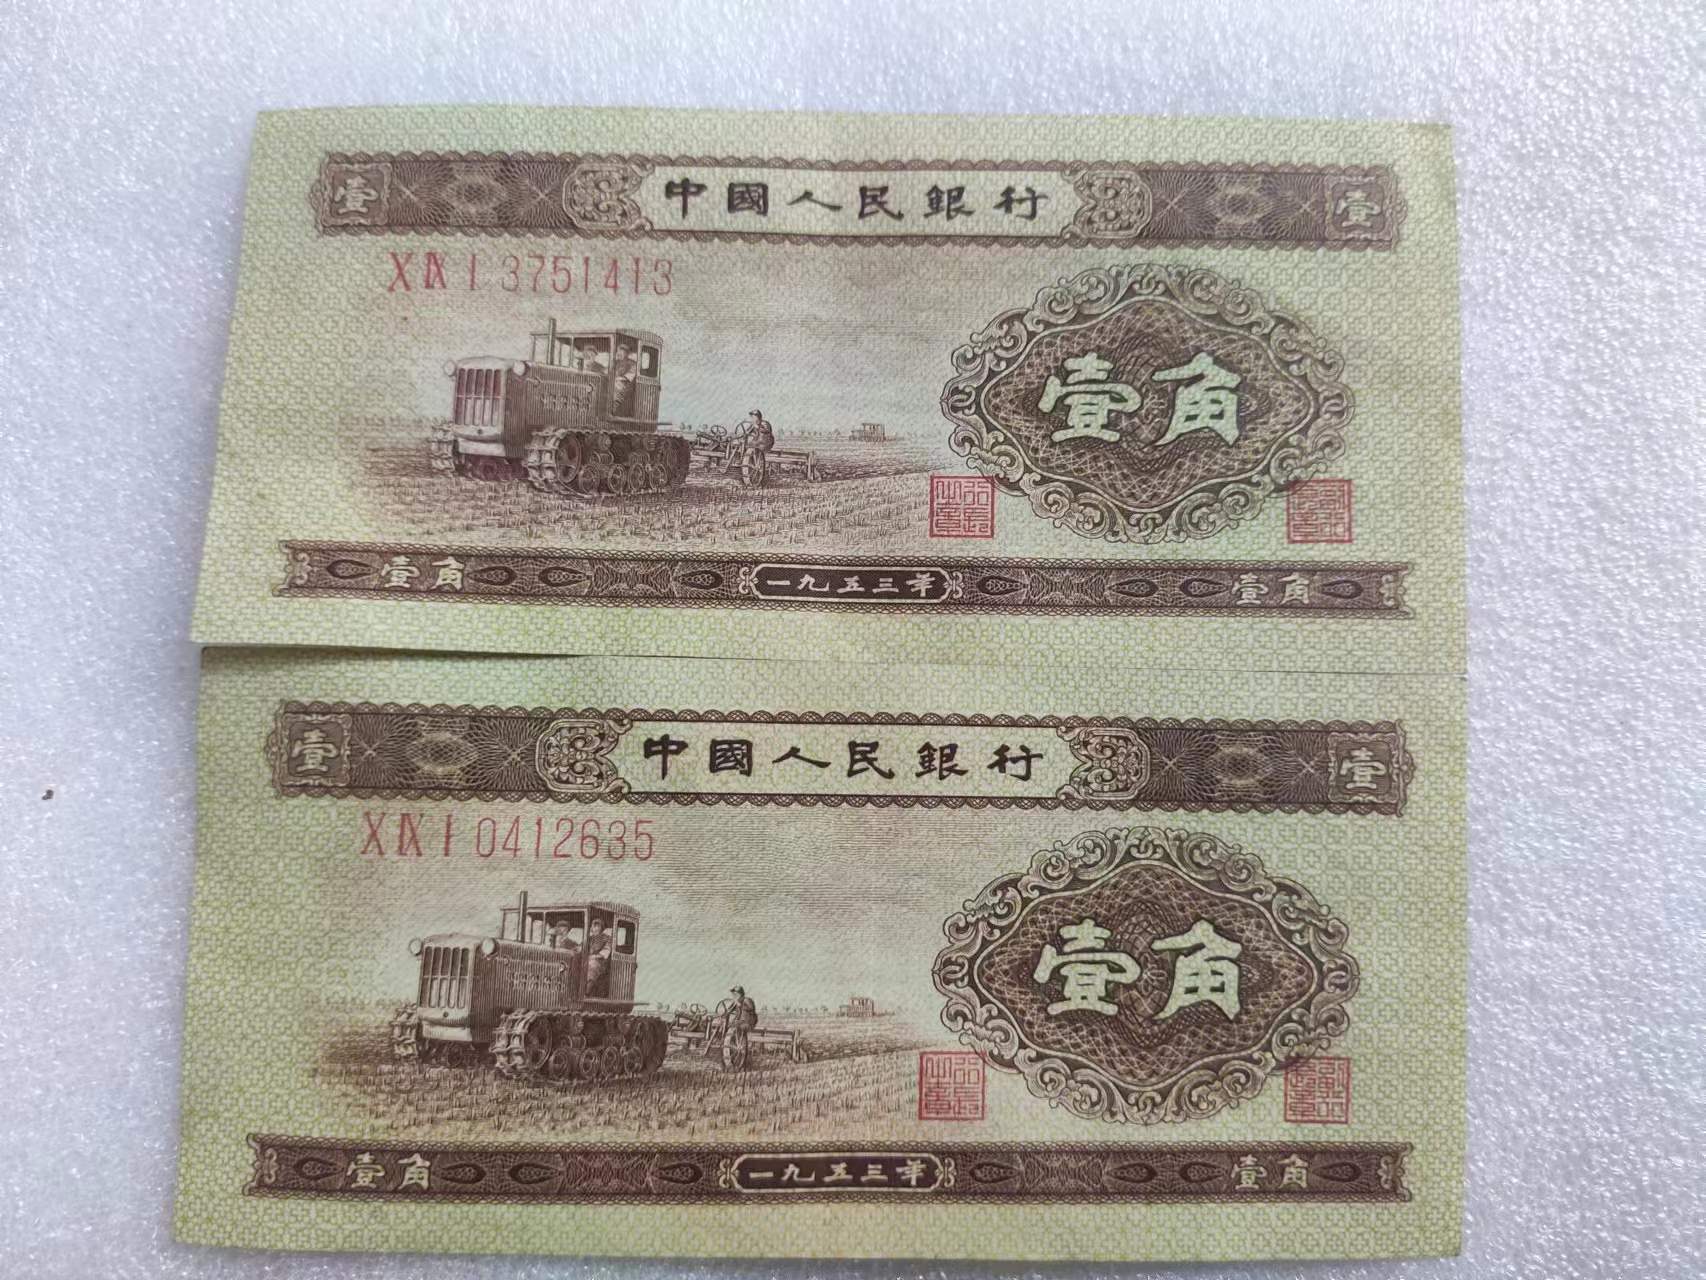 壹 中國人民銀行 壹
X IX I 3751413
壹角
壹角 一九五三年 壹角
壹 中國人民銀行 壹
X IX I 0412635
壹角
壹角 一九五三年 壹角